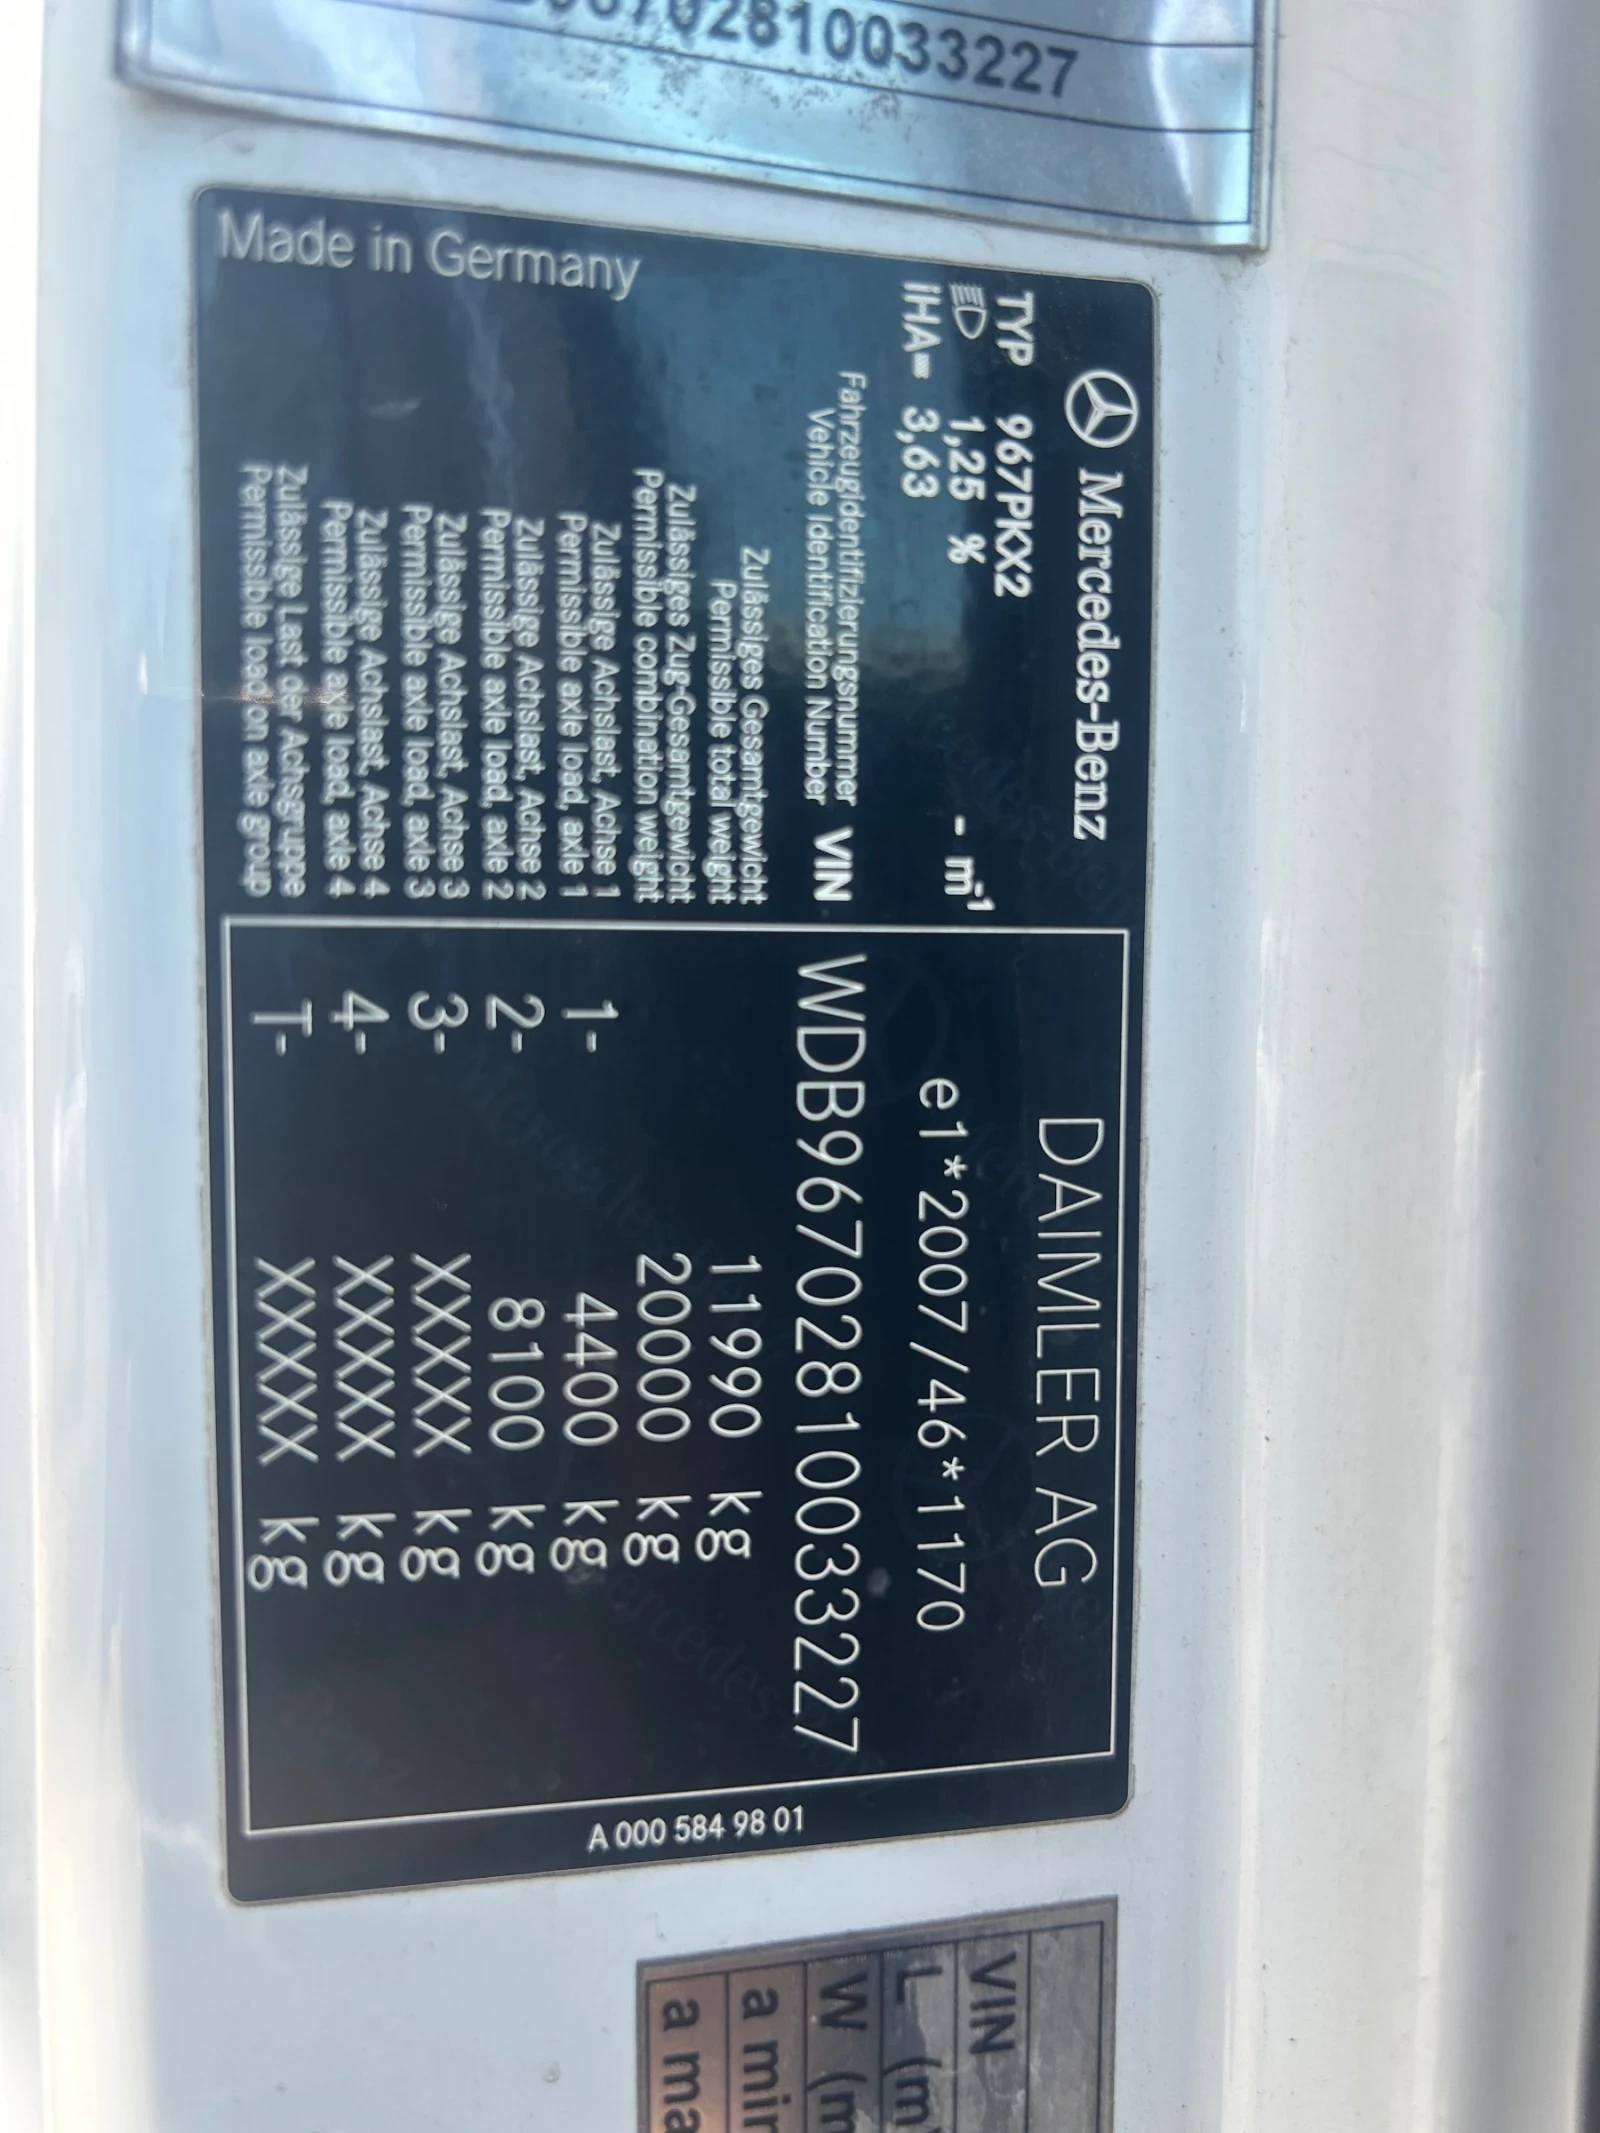 702810033227
Mercedes-Benz
DAIMLER AG
TYP 967PKX2
1,25 % - m⁻¹
e1*2007/46*1170
iHA= 3,63
Fahrzeugidentifizierungsnummer
Vehicle Identification Number VIN WDB96702810033227
Zulässiges Gesamtgewicht
Permissible total weight 11990 kg
Zulässiges Zug-Gesamtgewicht
Permissible combination weight 20000 kg
Zulässige Achslast, Achse 1
Permissible axle load, axle 1 1- 4400 kg
Zulässige Achslast, Achse 2
Permissible axle load, axle 2 2- 8100 kg
Zulässige Achslast, Achse 3
Permissible axle load, axle 3 3- XXXXX kg
Zulässige Achslast, Achse 4
Permissible axle load, axle 4 4- XXXXX kg
Zulässige Last der Achsgruppe
Permissible load on axle group T- XXXXX kg
Made in Germany
A 000 584 98 01
VIN
L (m
W (m
a min
a ma